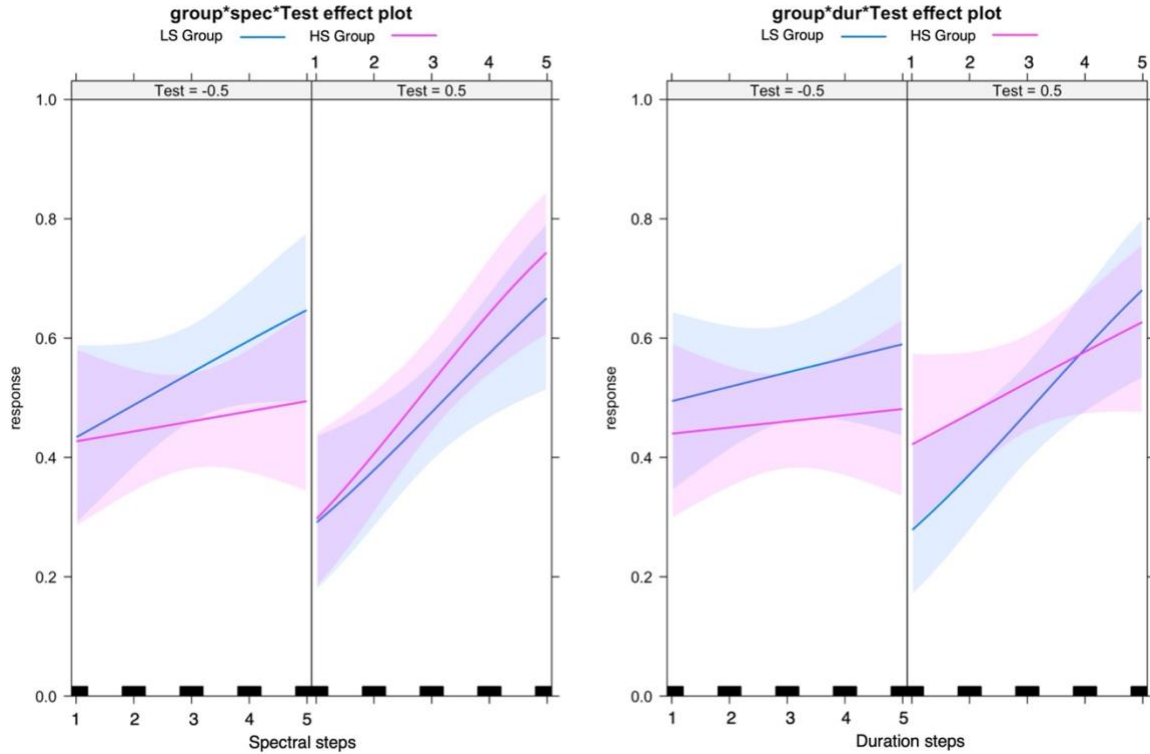 group*spec*Test effect plot
LS Group HS Group
1 2 3 4 5
Test = -0.5 Test = 0.5
1.0
0.8
0.6
0.4
0.2
0.0
response
1 2 3 4 5
Spectral steps
group*dur*Test effect plot
LS Group HS Group
1 2 3 4 5
Test = -0.5 Test = 0.5
1.0
0.8
0.6
0.4
0.2
0.0
response
1 2 3 4 5
Duration steps